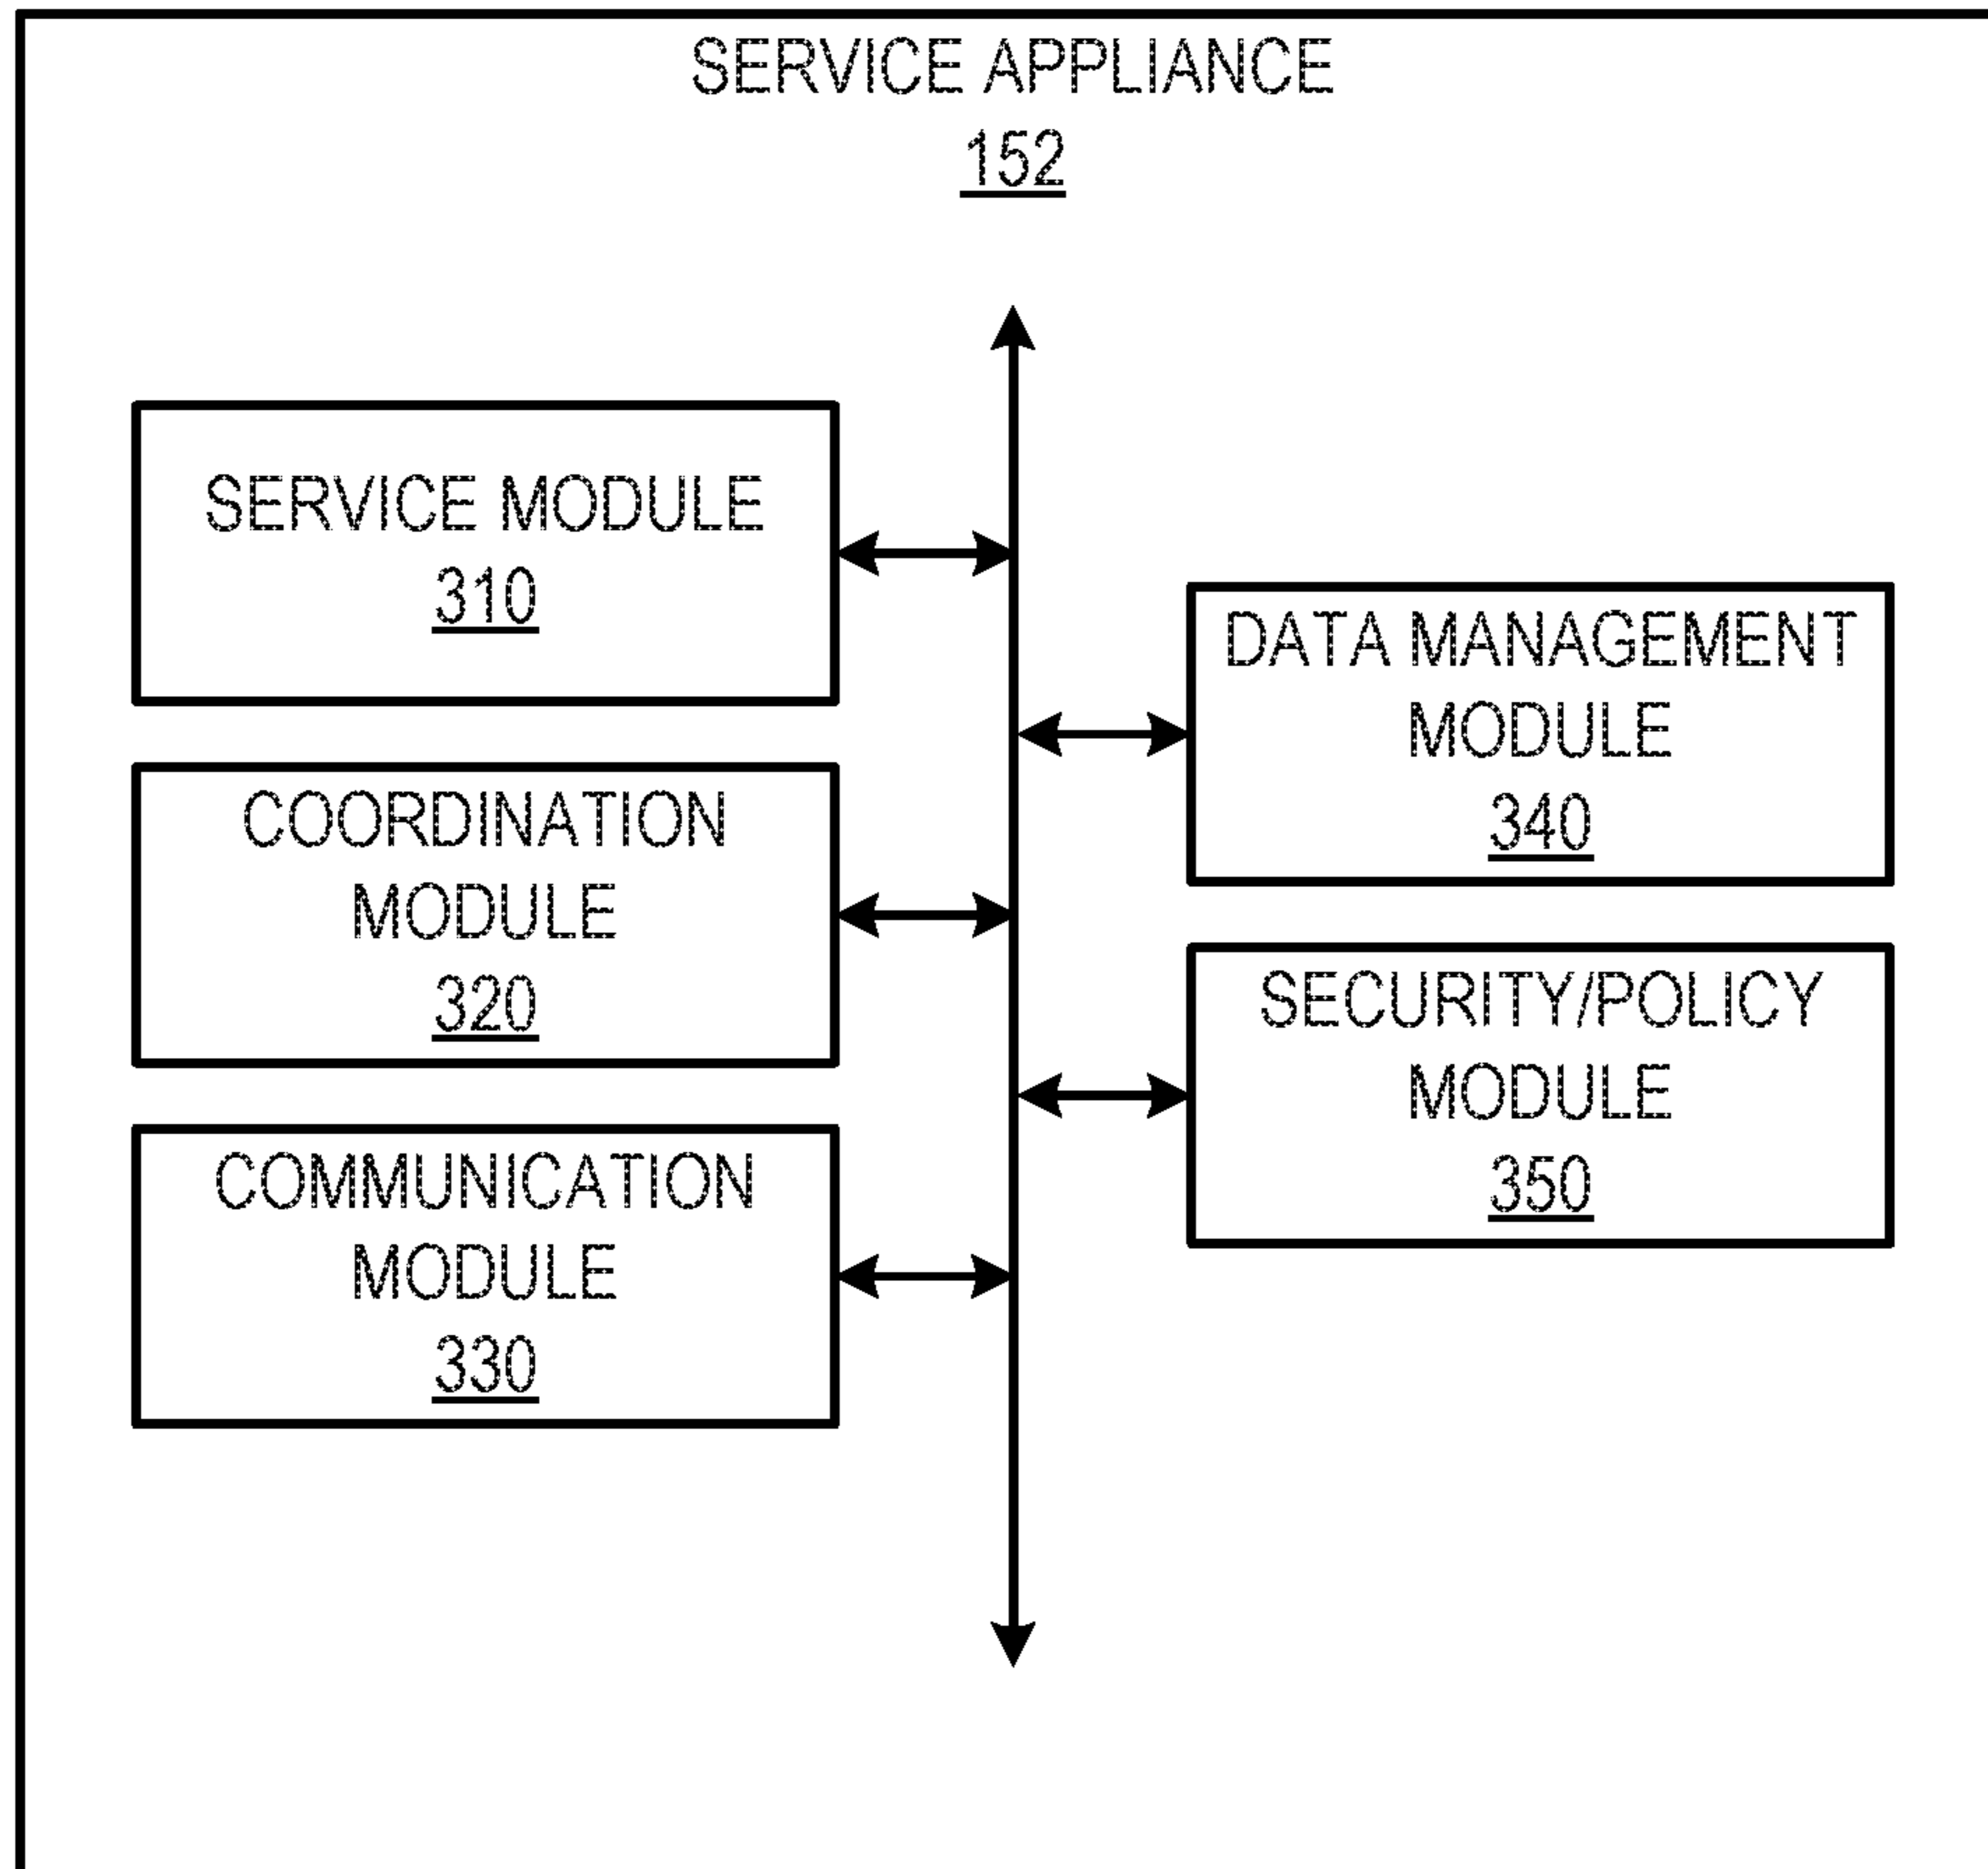 SERVICE APPLIANCE
152
SERVICE MODULE
310
COORDINATION
MODULE
320
COMMUNICATION
MODULE
330
DATA MANAGEMENT
MODULE
340
SECURITY/POLICY
MODULE
350